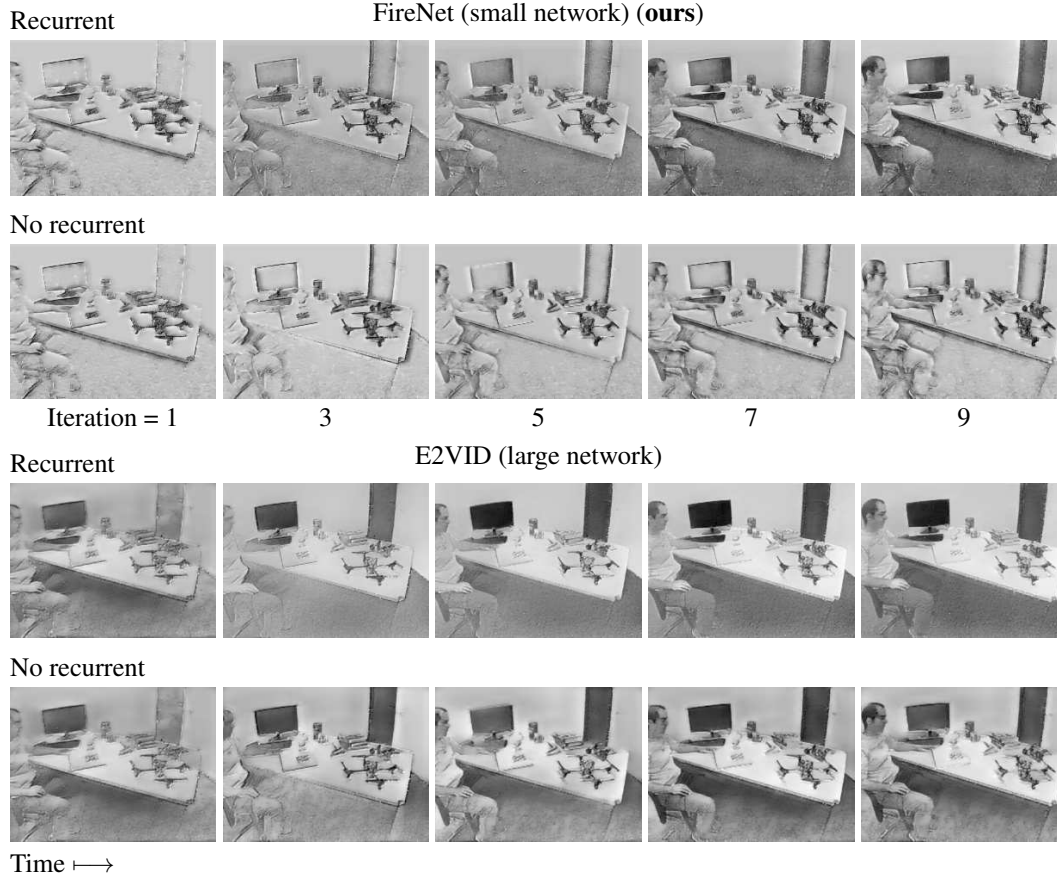 FireNet (small network) (ours)
Recurrent
No recurrent
Iteration = 1 3 5 7 9
E2VID (large network)
Recurrent
No recurrent
Time ⟼